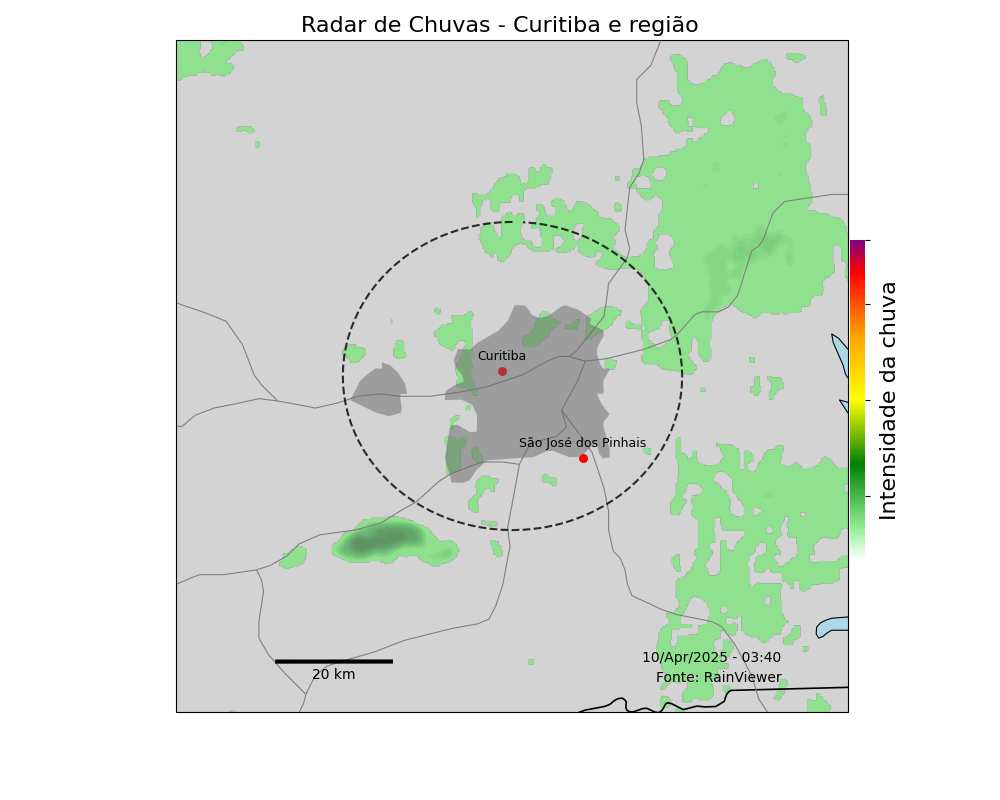 Radar de Chuvas - Curitiba e região
Curitiba
São José dos Pinhais
Intensidade da chuva
10/Apr/2025 - 03:40
Fonte: RainViewer
20 km